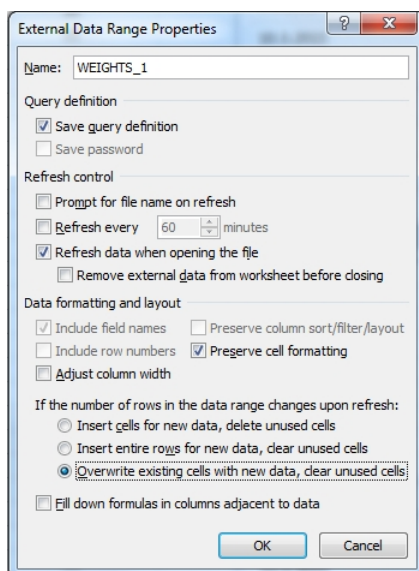 External Data Range Properties
Name: WEIGHTS_1
Query definition
Save query definition
Save password
Refresh control
Prompt for file name on refresh
Refresh every 60 minutes
Refresh data when opening the file
Remove external data from worksheet before closing
Data formatting and layout
Include field names Preserve column sort/filter/layout
Include row numbers Preserve cell formatting
Adjust column width
If the number of rows in the data range changes upon refresh:
Insert cells for new data, delete unused cells
Insert entire rows for new data, clear unused cells
Overwrite existing cells with new data, clear unused cells
Fill down formulas in columns adjacent to data
OK Cancel